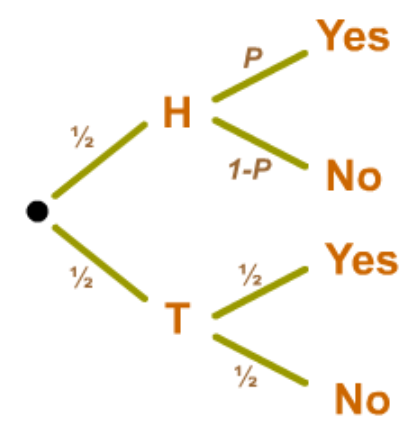 Yes
P
H
½
1-P
No
½
Yes
½
T
½
No